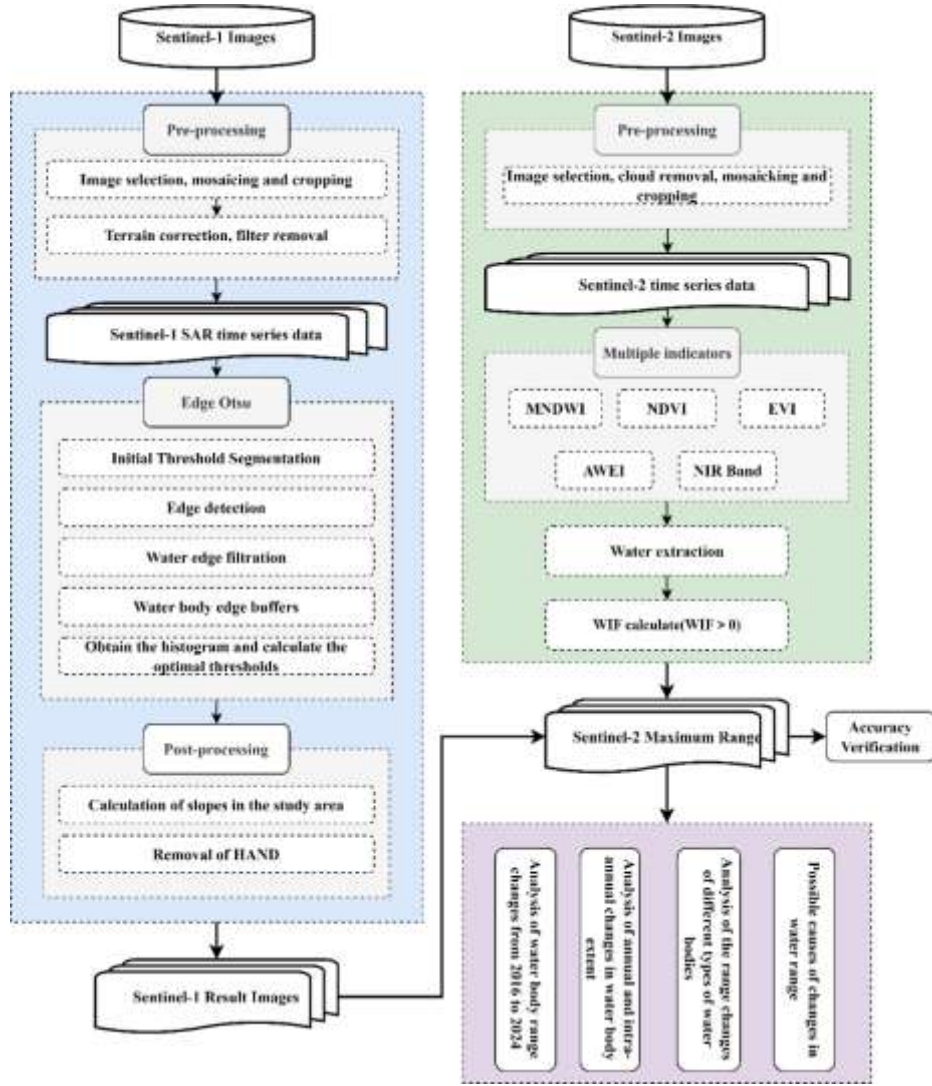 Sentinel-1 Images
Pre-processing
Image selection, mosaicing and cropping
Terrain correction, filter removal
Sentinel-1 SAR time series data
Edge Otsu
Initial Threshold Segmentation
Edge detection
Water edge filtration
Water body edge buffers
Obtain the histogram and calculate the
optimal thresholds
Post-processing
Calculation of slopes in the study area
Removal of HAND
Sentinel-1 Result Images
Sentinel-2 Images
Pre-processing
Image selection, cloud removal, mosaicking and
cropping
Sentinel-2 time series data
Multiple indicators
MNDWI
NDVI
EVI
AWEI
NIR Band
Water extraction
WIF calculate(WIF > 0)
Sentinel-2 Maximum Range
Accuracy
Verification
Analysis of water body range
changes from 2016 to 2024
Analysis of annual and intra-
annual changes in water body
extent
Analysis of the range changes
of different types of water
bodies
Possible causes of changes in
water range